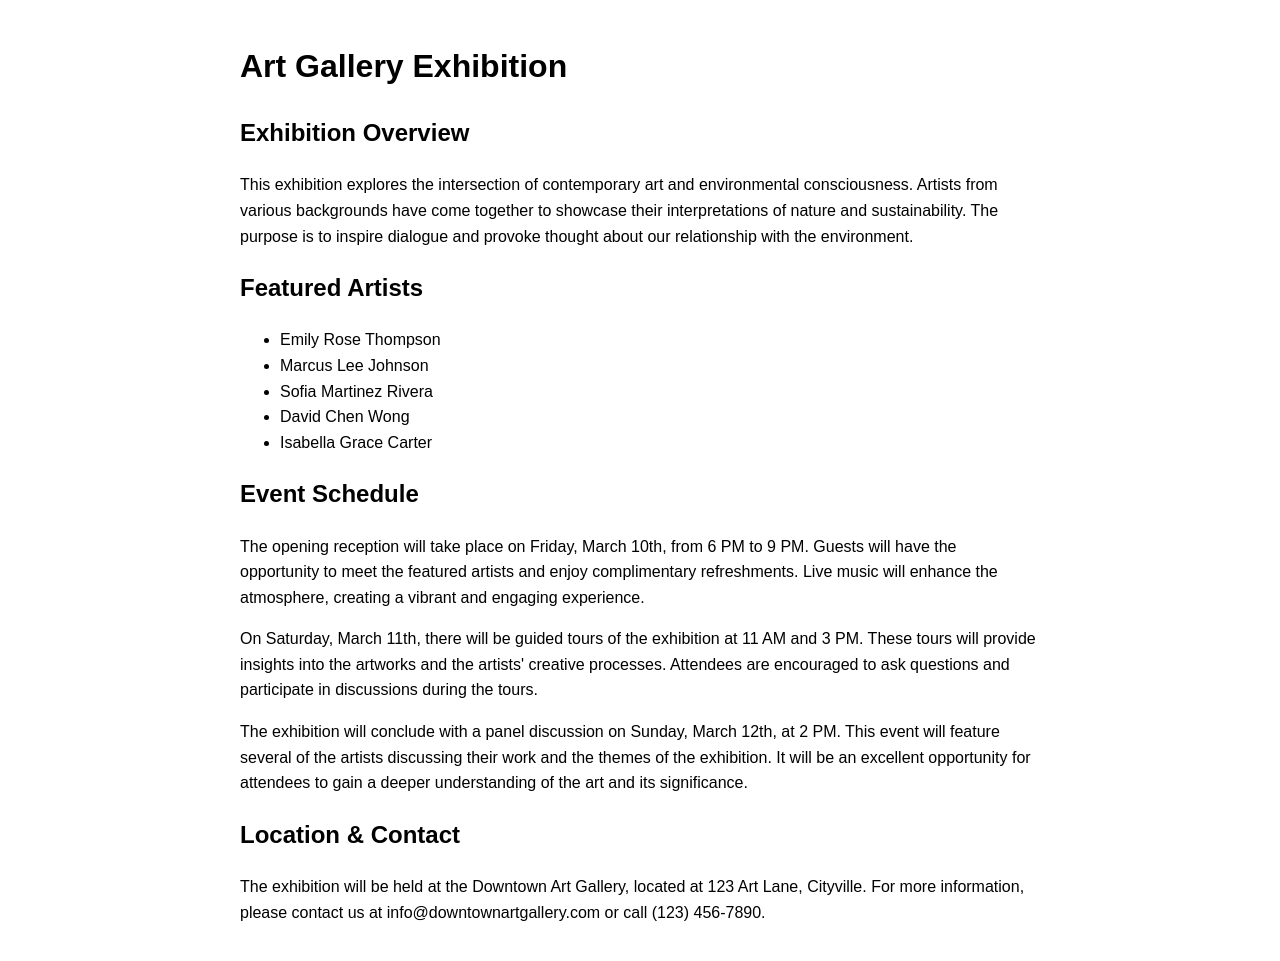 Art Gallery Exhibition
Exhibition Overview
This exhibition explores the intersection of contemporary art and environmental consciousness. Artists from
various backgrounds have come together to showcase their interpretations of nature and sustainability. The
purpose is to inspire dialogue and provoke thought about our relationship with the environment.
Featured Artists
• Emily Rose Thompson
• Marcus Lee Johnson
• Sofia Martinez Rivera
• David Chen Wong
• Isabella Grace Carter
Event Schedule
The opening reception will take place on Friday, March 10th, from 6 PM to 9 PM. Guests will have the
opportunity to meet the featured artists and enjoy complimentary refreshments. Live music will enhance the
atmosphere, creating a vibrant and engaging experience.
On Saturday, March 11th, there will be guided tours of the exhibition at 11 AM and 3 PM. These tours will provide
insights into the artworks and the artists' creative processes. Attendees are encouraged to ask questions and
participate in discussions during the tours.
The exhibition will conclude with a panel discussion on Sunday, March 12th, at 2 PM. This event will feature
several of the artists discussing their work and the themes of the exhibition. It will be an excellent opportunity for
attendees to gain a deeper understanding of the art and its significance.
Location & Contact
The exhibition will be held at the Downtown Art Gallery, located at 123 Art Lane, Cityville. For more information,
please contact us at info@downtownartgallery.com or call (123) 456-7890.